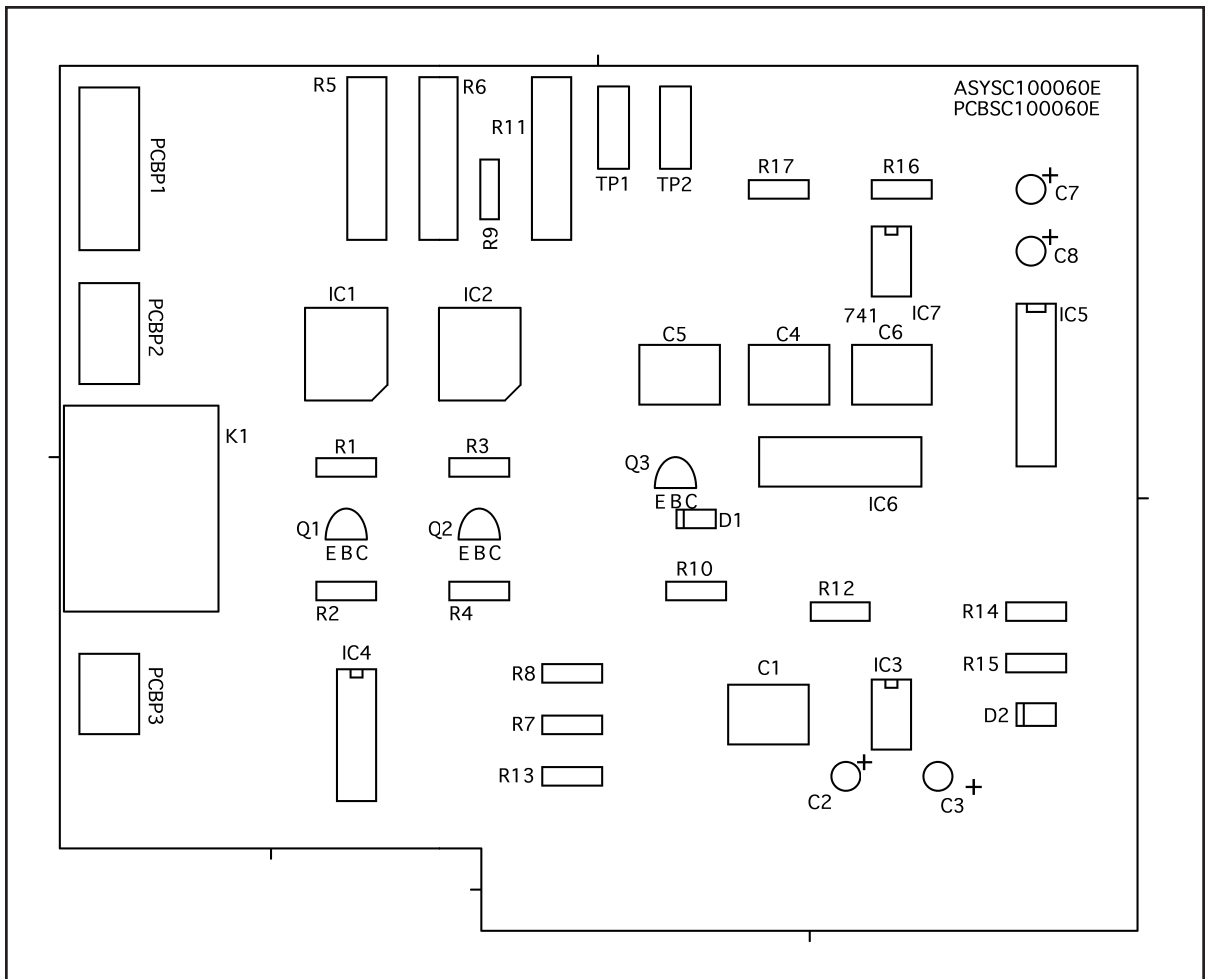 R5
R6
ASYSC100060E
PCBSC100060E
R11
PCBP1
R17
R16
TP1
TP2
C7
R9
C8
IC1
IC2
PCBP2
741
IC7
IC5
C5
C4
C6
K1
R1
R3
Q3
E B C
IC6
Q1
E B C
Q2
E B C
D1
R10
R12
R2
R4
R14
IC4
R15
R8
C1
IC3
PCBP3
D2
R7
R13
C2
C3